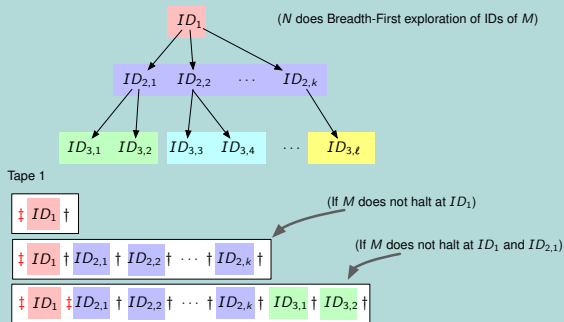 ID1 (N does Breadth-First exploration of IDs of M)
ID2,1 ID2,2 ⋯ ID2,k
ID3,1 ID3,2 ID3,3 ID3,4 ⋯ ID3,ℓ
Tape 1
‡ ID1 †
(If M does not halt at ID1)
‡ ID1 † ID2,1 † ID2,2 † ⋯ † ID2,k †
(If M does not halt at ID1 and ID2,1)
‡ ID1 ‡ ID2,1 † ID2,2 † ⋯ † ID2,k † ID3,1 † ID3,2 †